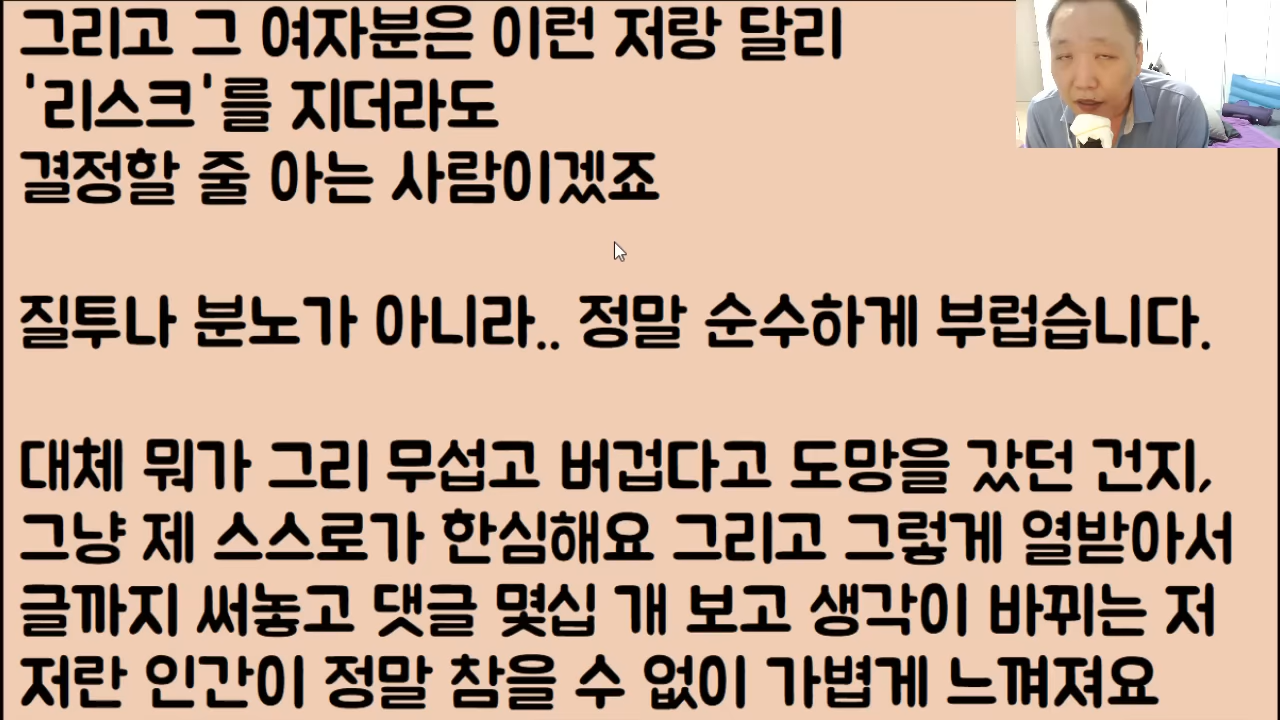 그리고 그 여자분은 이런 저랑 달리
'리스크'를 지더라도
결정할 줄 아는 사람이겠죠
질투나 분노가 아니라.. 정말 순수하게 부럽습니다.
대체 뭐가 그리 무섭고 버겁다고 도망을 갔던 건지,
그냥 제 스스로가 한심해요 그리고 그렇게 열받아서
글까지 써놓고 댓글 몇십 개 보고 생각이 바뀌는 저
저란 인간이 정말 참을 수 없이 가볍게 느껴져요